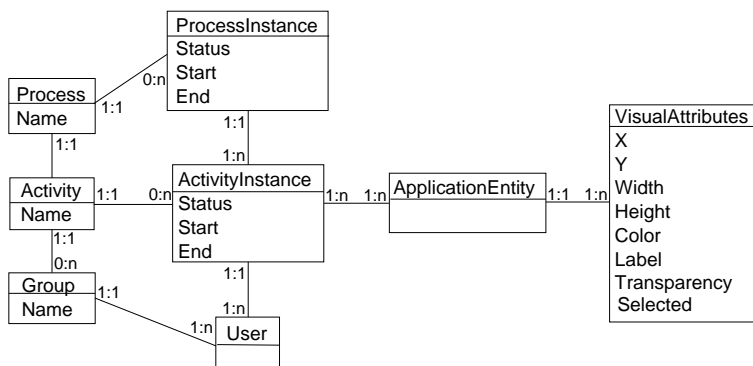 ProcessInstance
Status
Start
End
0:n
1:1
Process
Name
1:1
1:1
1:n
Activity
Name
1:1
0:n
ActivityInstance
Status
Start
End
1:n
1:n
ApplicationEntity
1:1
1:n
VisualAttributes
X
Y
Width
Height
Color
Label
Transparency
Selected
1:1
0:n
Group
Name
1:1
1:1
1:n
1:n
User